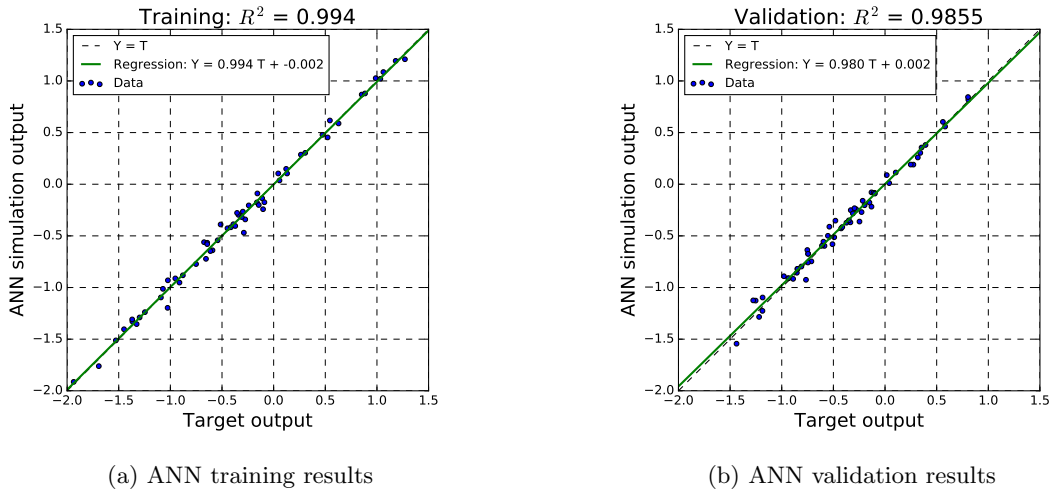 Training: R² = 0.994
1.5
1.0
0.5
0.0
−0.5
−1.0
−1.5
−2.0
ANN simulation output
Y = T
Regression: Y = 0.994 T + -0.002
Data
−2.0 −1.5 −1.0 −0.5 0.0 0.5 1.0 1.5
Target output
(a) ANN training results
Validation: R² = 0.9855
1.5
1.0
0.5
0.0
−0.5
−1.0
−1.5
−2.0
ANN simulation output
Y = T
Regression: Y = 0.980 T + 0.002
Data
−2.0 −1.5 −1.0 −0.5 0.0 0.5 1.0 1.5
Target output
(b) ANN validation results